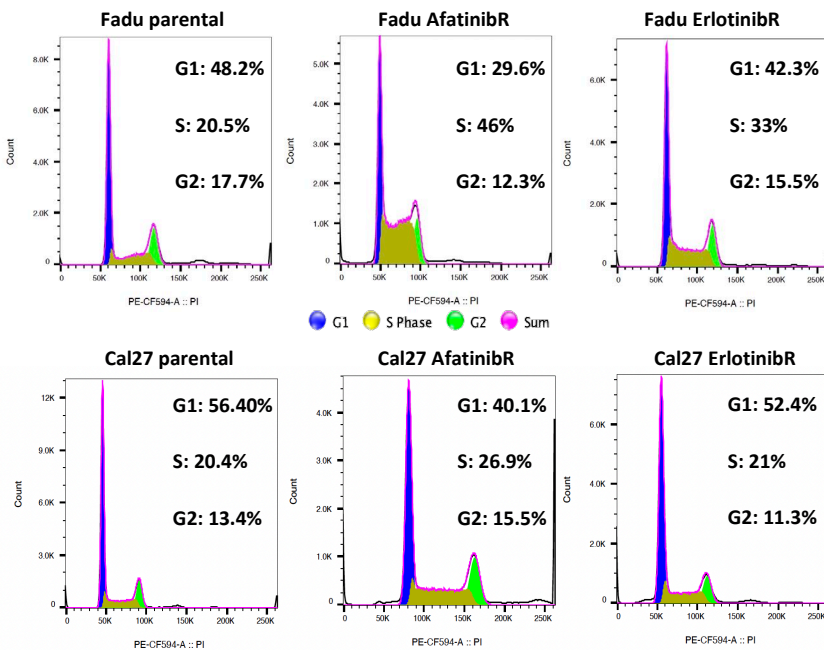 Fadu parental
8.0K
6.0K
4.0K
2.0K
0
Count
G1: 48.2%
S: 20.5%
G2: 17.7%
0 50K 100K 150K 200K 250K
PE-CF594-A :: PI
Fadu AfatinibR
5.0K
4.0K
3.0K
2.0K
1.0K
0
Count
G1: 29.6%
S: 46%
G2: 12.3%
0 50K 100K 150K 200K 250K
PE-CF594-A :: PI
Fadu ErlotinibR
6.0K
4.0K
2.0K
0
Count
G1: 42.3%
S: 33%
G2: 15.5%
0 50K 100K 150K 200K 250K
PE-CF594-A :: PI
G1 S Phase G2 Sum
Cal27 parental
12K
9.0K
6.0K
3.0K
0
Count
G1: 56.40%
S: 20.4%
G2: 13.4%
0 50K 100K 150K 200K 250K
PE-CF594-A :: PI
Cal27 AfatinibR
4.0K
3.0K
2.0K
1.0K
0
Count
G1: 40.1%
S: 26.9%
G2: 15.5%
0 50K 100K 150K 200K 250K
PE-CF594-A :: PI
Cal27 ErlotinibR
6.0K
4.0K
2.0K
0
Count
G1: 52.4%
S: 21%
G2: 11.3%
0 50K 100K 150K 200K 250K
PE-CF594-A :: PI